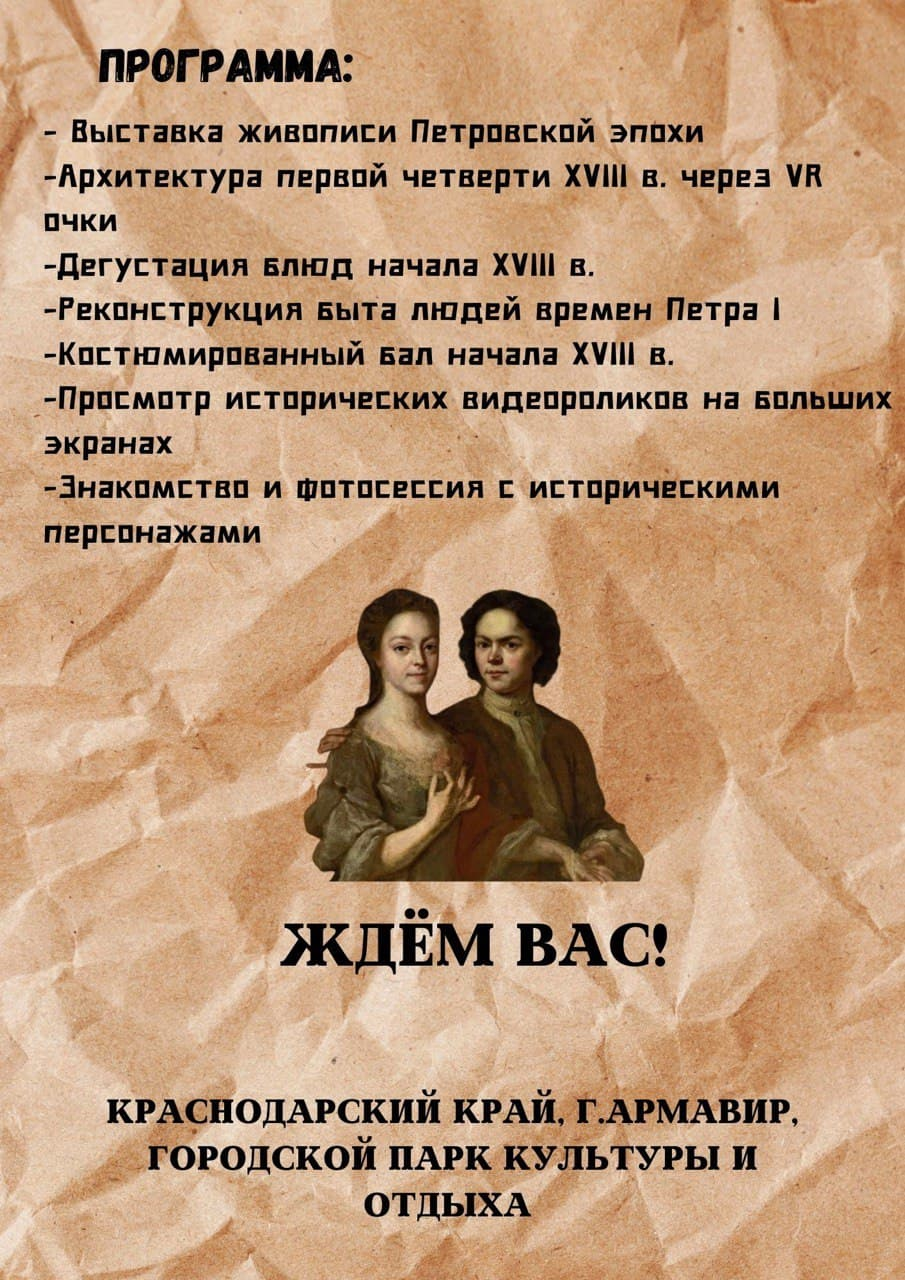 ПРОГРАММА:
- Выставка живописи Петровской эпохи
-Архитектура первой четверти XVIII в. через VR
очки
-Дегустация блюд начала XVIII в.
-Реконструкция быта людей времен Петра I
-Костюмированный бал начала XVIII в.
-Просмотр исторических видеороликов на больших
экранах
-Знакомство и фотосессия с историческими
персонажами
ЖДЁМ ВАС!
КРАСНОДАРСКИЙ КРАЙ, Г.АРМАВИР,
ГОРОДСКОЙ ПАРК КУЛЬТУРЫ И
ОТДЫХА